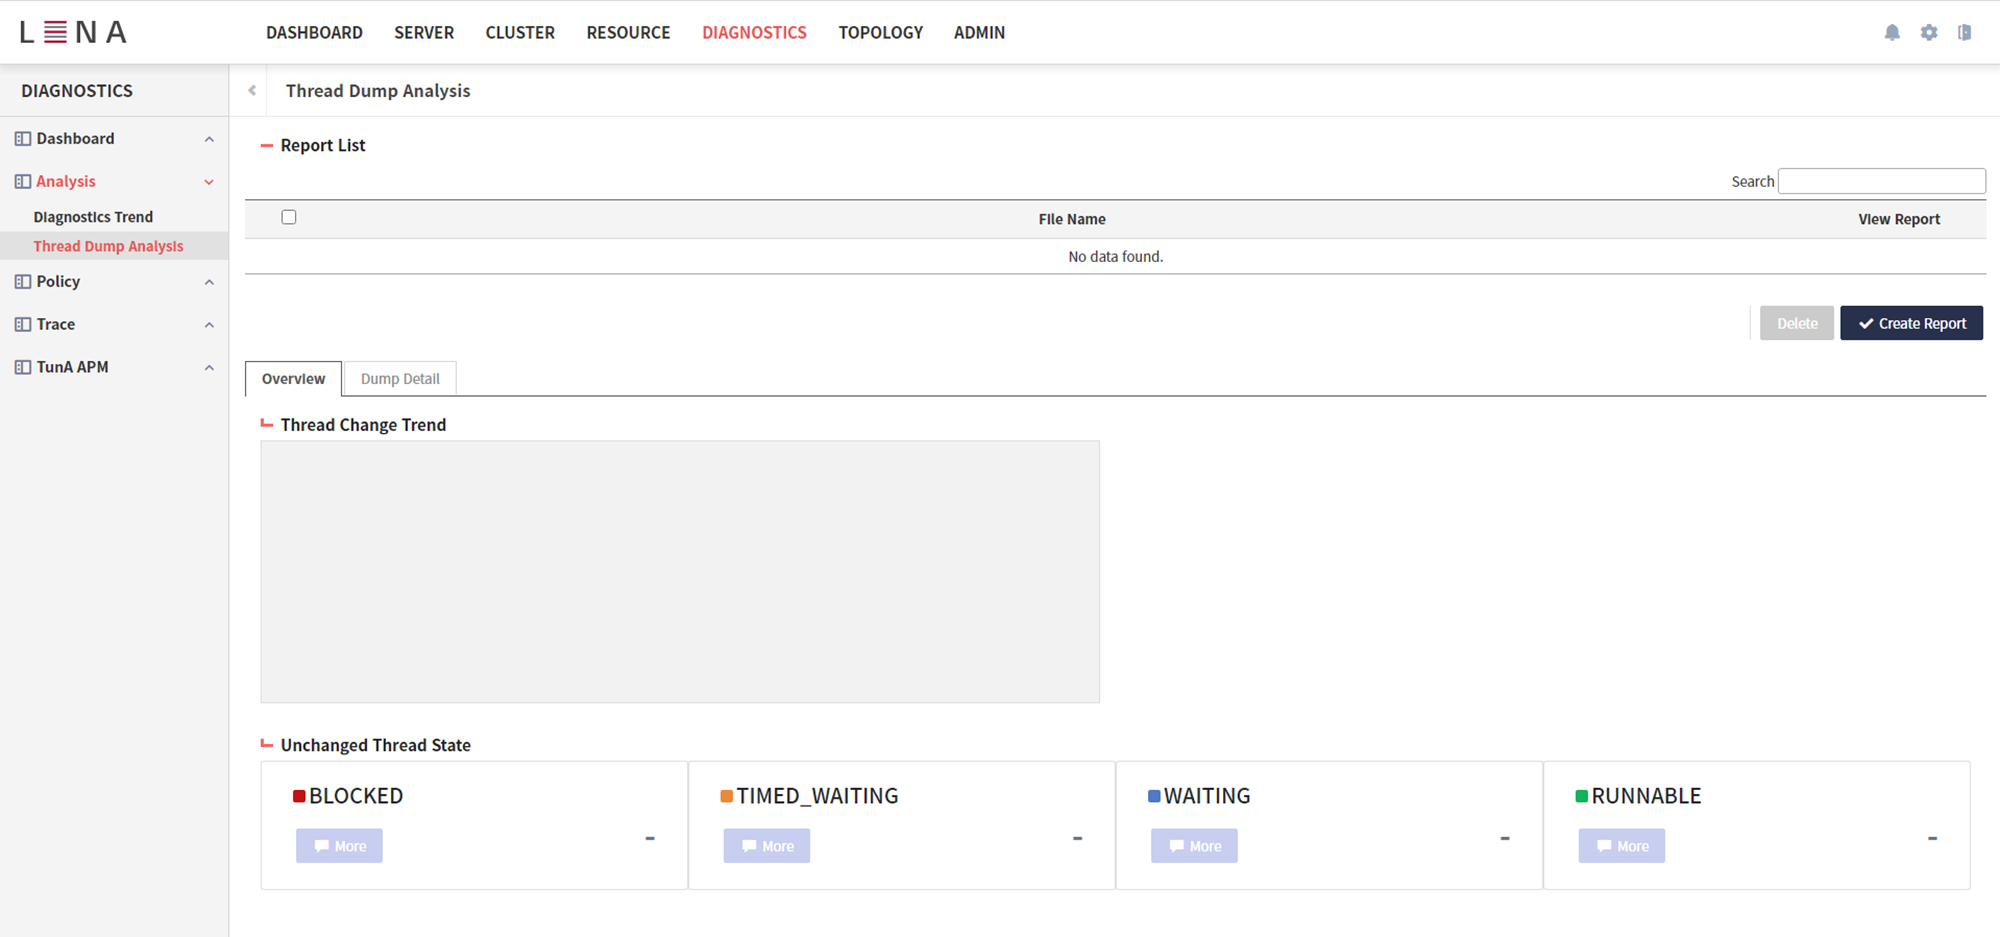 LENA
DASHBOARD SERVER CLUSTER RESOURCE DIAGNOSTICS TOPOLOGY ADMIN
DIAGNOSTICS
Dashboard
Analysis
Diagnostics Trend
Thread Dump Analysis
Policy
Trace
TunA APM
Thread Dump Analysis
Report List
Search
File Name View Report
No data found.
Delete Create Report
Overview Dump Detail
Thread Change Trend
Unchanged Thread State
BLOCKED TIMED_WAITING WAITING RUNNABLE
More - More - More - More -